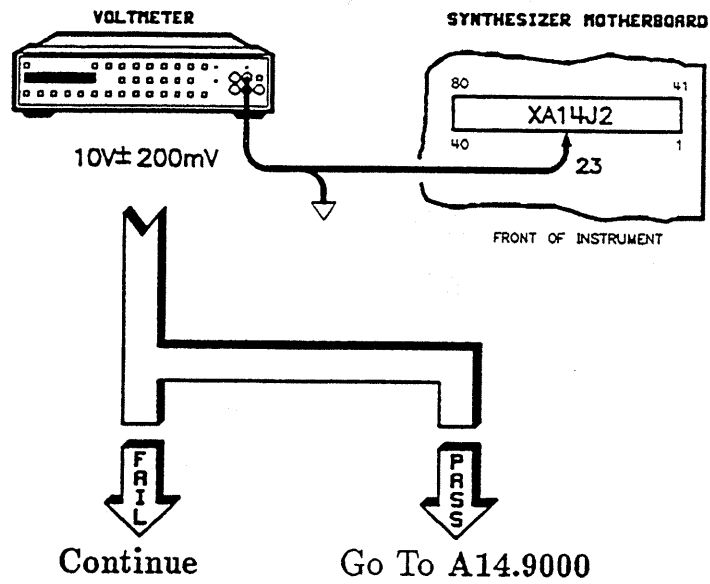 VOLTMETER
SYNTHESIZER MOTHERBOARD
80 41
XA14J2
40 1
10V± 200mV
23
FRONT OF INSTRUMENT
FAIL
PASS
Continue
Go To A14.9000